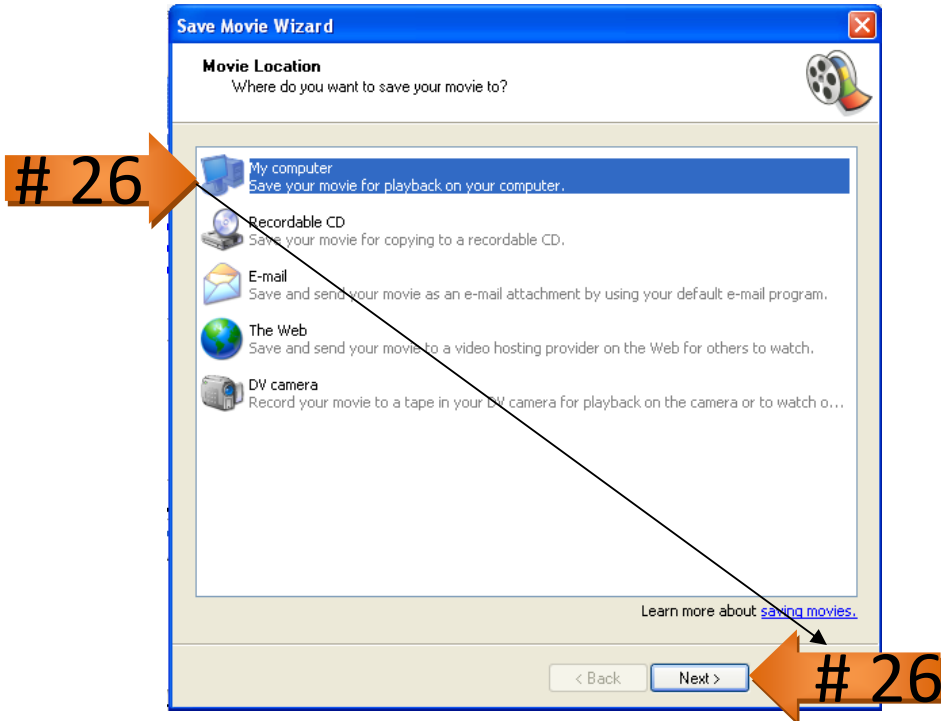 Save Movie Wizard
Movie Location
Where do you want to save your movie to?
# 26
My computer
Save your movie for playback on your computer.
Recordable CD
Save your movie for copying to a recordable CD.
E-mail
Save and send your movie as an e-mail attachment by using your default e-mail program.
The Web
Save and send your movie to a video hosting provider on the Web for others to watch.
DV camera
Record your movie to a tape in your DV camera for playback on the camera or to watch o...
Learn more about saving movies.
< Back
Next >
# 26